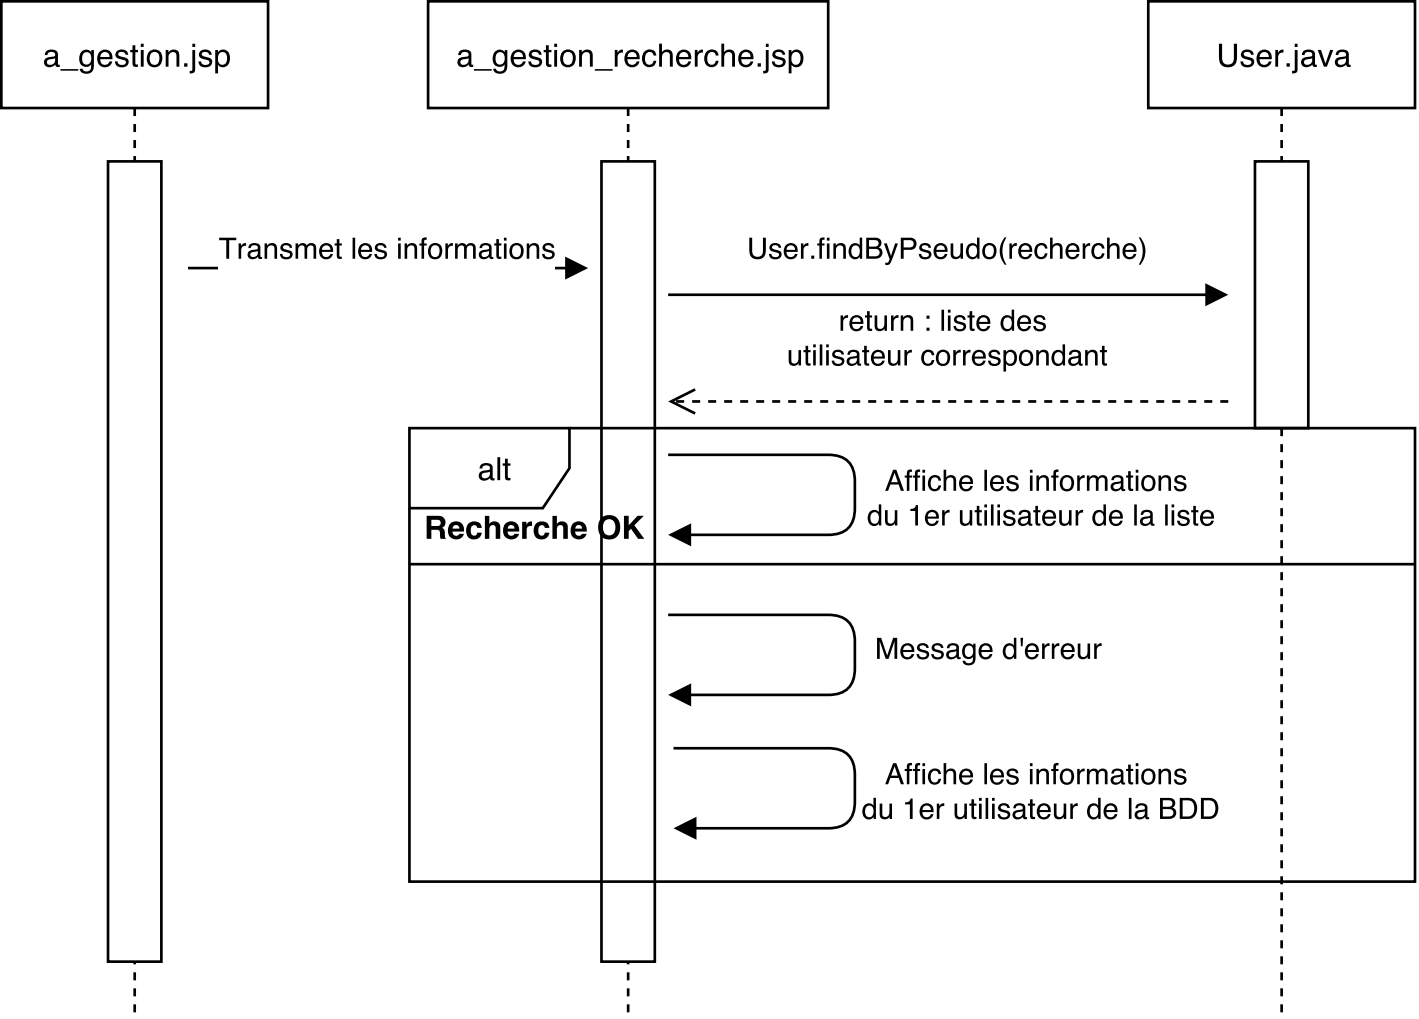 a_gestion.jsp
a_gestion_recherche.jsp
User.java
Transmet les informations
User.findByPseudo(recherche)
return : liste des
utilisateur correspondant
alt
Recherche OK
Affiche les informations
du 1er utilisateur de la liste
Message d'erreur
Affiche les informations
du 1er utilisateur de la BDD